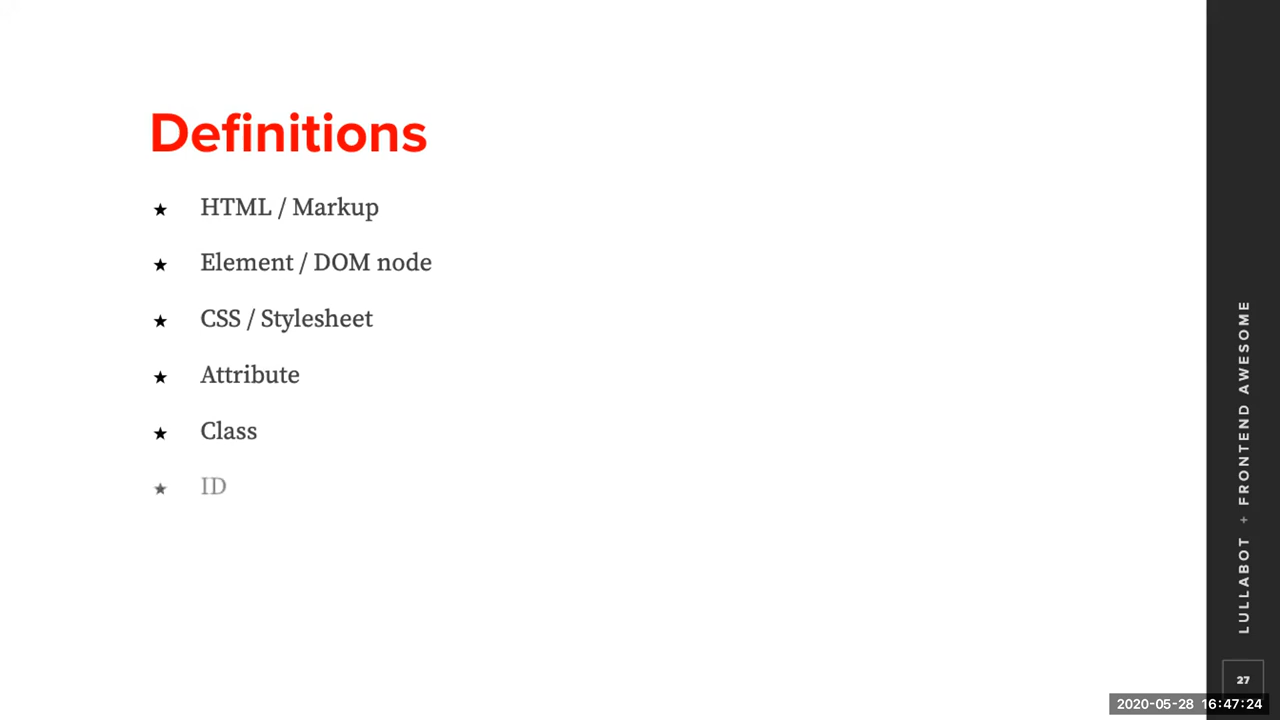 Definitions
★ HTML / Markup
★ Element / DOM node
★ CSS / Stylesheet
★ Attribute
★ Class
★ ID
LULLABOT + FRONTEND AWESOME
27
2020-05-28 16:47:24